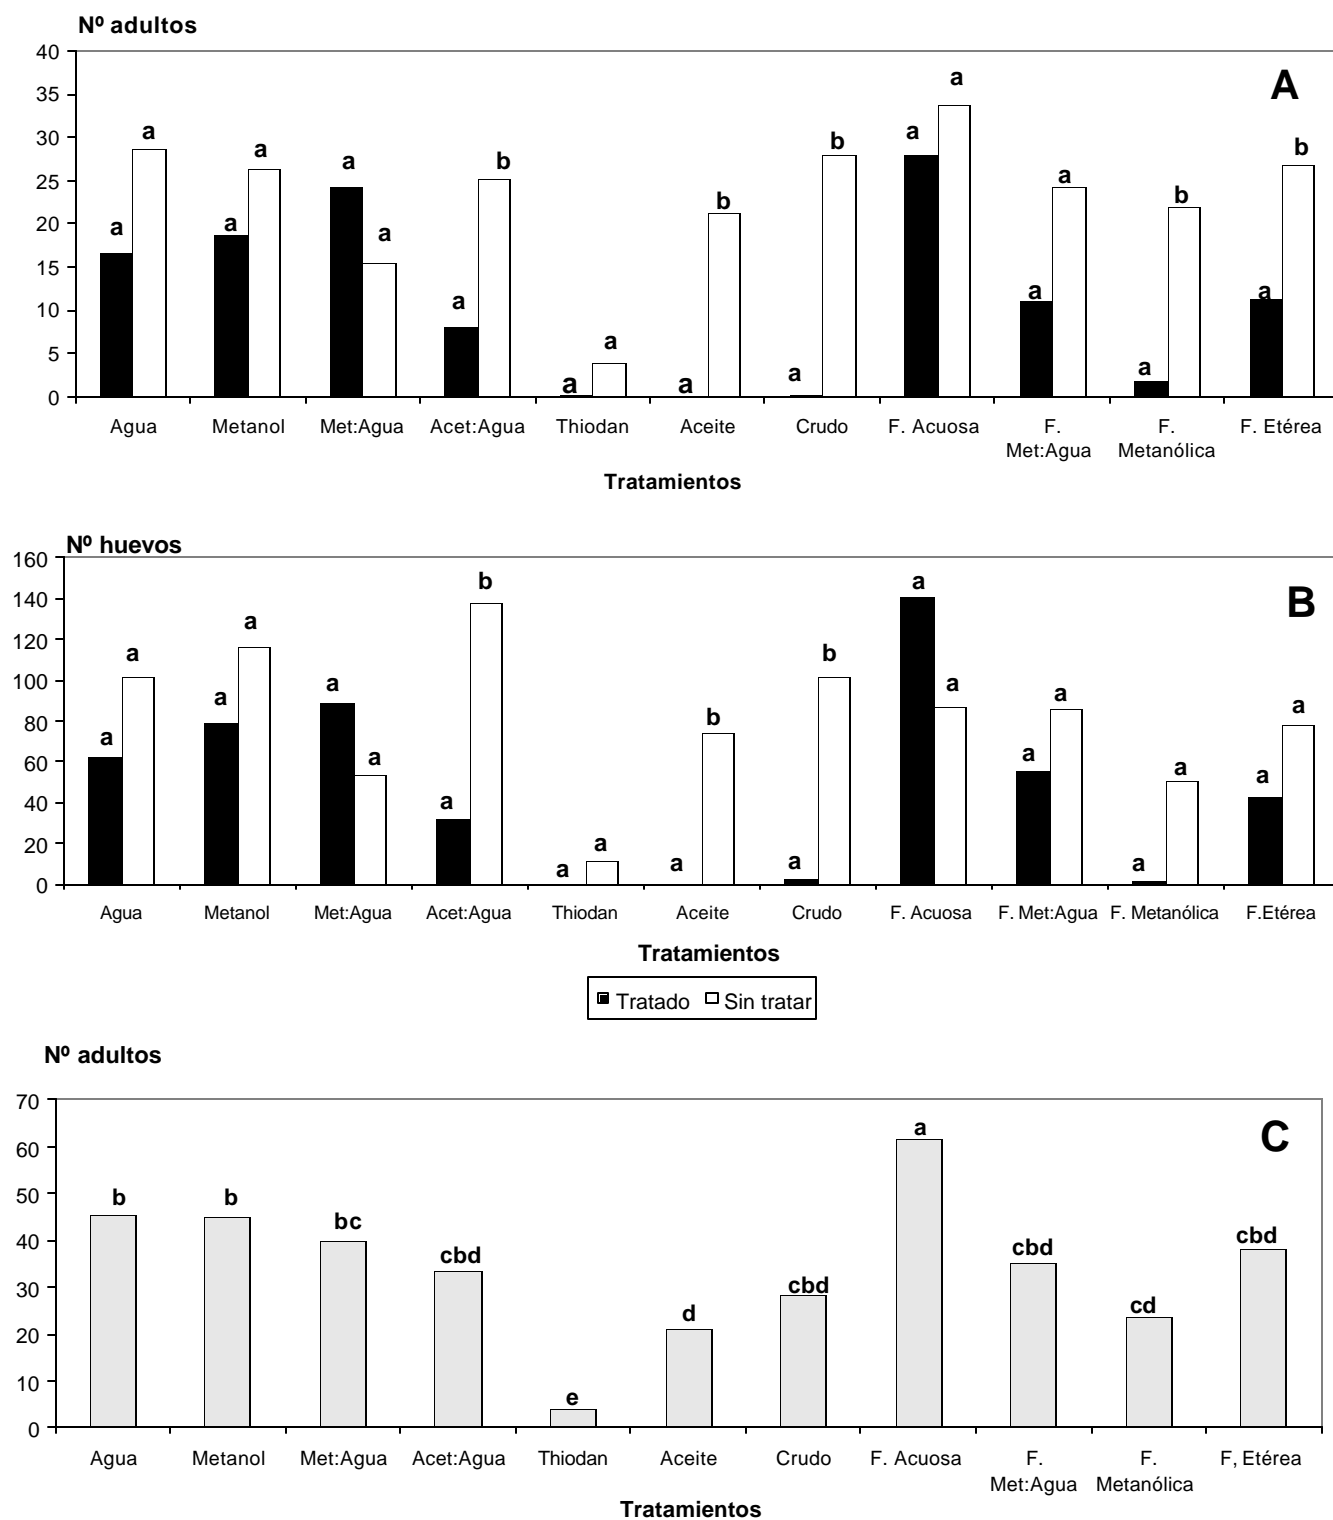 Nº adultos
A
40
35
30
25
20
15
10
5
0
a a a a a a a b a a a b a b a a a a a b a b
Agua Metanol Met:Agua Acet:Agua Thiodan Aceite Crudo F. Acuosa F. Met:Agua F. Metanólica F. Etérea
Tratamientos
Nº huevos
B
160
140
120
100
80
60
40
20
0
a a a a a a a b a a a b a b a a a a a a a a
Agua Metanol Met:Agua Acet:Agua Thiodan Aceite Crudo F. Acuosa F. Met:Agua F. Metanólica F.Etérea
Tratamientos
Tratado Sin tratar
Nº adultos
C
70
60
50
40
30
20
10
0
b b bc cbd e d cbd a cbd cd cbd
Agua Metanol Met:Agua Acet:Agua Thiodan Aceite Crudo F. Acuosa F. Met:Agua F. Metanólica F, Etérea
Tratamientos